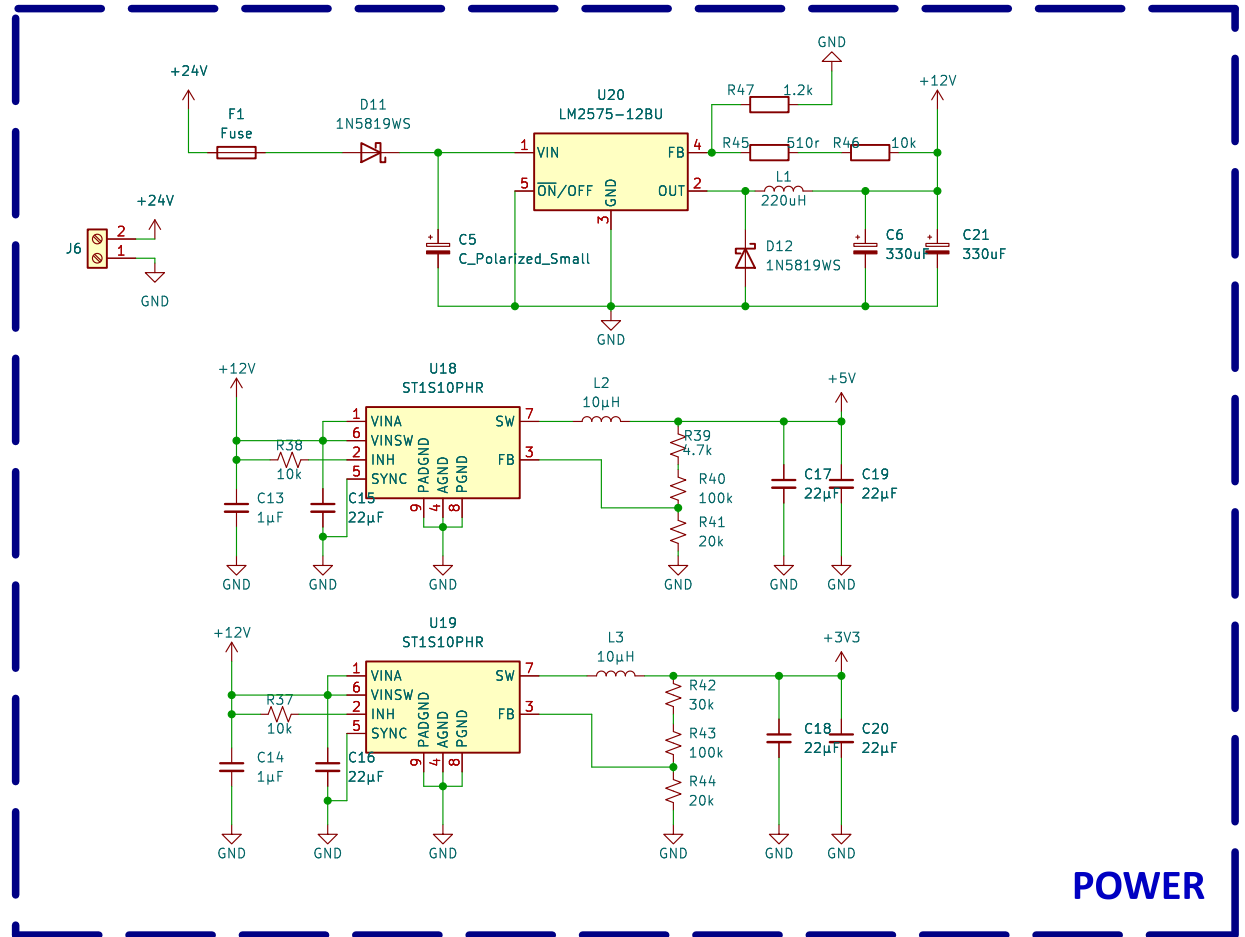 GND
+24V
+12V
R47 1.2k
U20
LM2575-12BU
D11
1N5819WS
F1
Fuse
1 VIN
FB 4
R45 510r
R46 10k
5 ON/OFF
GND
OUT 2
3
L1
220uH
+24V
J6
2
1
GND
C5
C_Polarized_Small
D12
1N5819WS
C6
330uF
C21
330uF
GND
+12V
U18
ST1S10PHR
L2
10µH
+5V
1 VINA
6 VINSW
2 INH
5 SYNC
SW 7
FB 3
PADGND
AGND
PGND
9 4 8
R38
10k
R39
4.7k
R40
100k
R41
20k
C13
1µF
C15
22µF
C17
22µF
C19
22µF
GND
GND
GND
GND
GND
GND
+12V
U19
ST1S10PHR
L3
10µH
+3V3
1 VINA
6 VINSW
2 INH
5 SYNC
SW 7
FB 3
PADGND
AGND
PGND
9 4 8
R37
10k
R42
30k
R43
100k
R44
20k
C14
1µF
C16
22µF
C18
22µF
C20
22µF
GND
GND
GND
GND
GND
GND
POWER